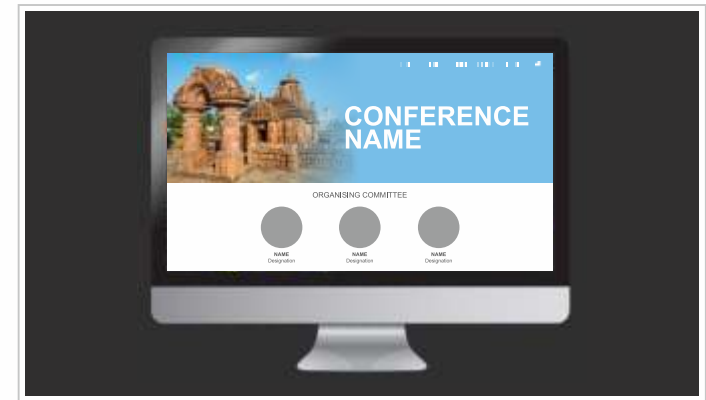 CONFERENCE
NAME
ORGANISING COMMITTEE
NAME NAME NAME
Designation Designation Designation